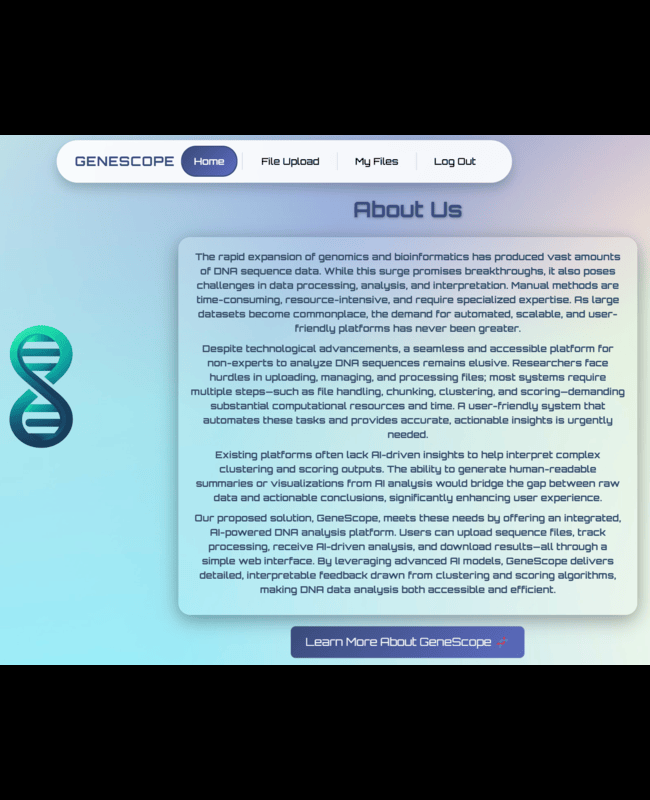 GENESCOPE
Home
File Upload
My Files
Log Out
About Us
The rapid expansion of genomics and bioinformatics has produced vast amounts
of DNA sequence data. While this surge promises breakthroughs, it also poses
challenges in data processing, analysis, and interpretation. Manual methods are
time-consuming, resource-intensive, and require specialized expertise. As large
datasets become commonplace, the demand for automated, scalable, and user-
friendly platforms has never been greater.
Despite technological advancements, a seamless and accessible platform for
non-experts to analyze DNA sequences remains elusive. Researchers face
hurdles in uploading, managing, and processing files; most systems require
multiple steps—such as file handling, chunking, clustering, and scoring—demanding
substantial computational resources and time. A user-friendly system that
automates these tasks and provides accurate, actionable insights is urgently
needed.
Existing platforms often lack AI-driven insights to help interpret complex
clustering and scoring outputs. The ability to generate human-readable
summaries or visualizations from AI analysis would bridge the gap between raw
data and actionable conclusions, significantly enhancing user experience.
Our proposed solution, GeneScope, meets these needs by offering an integrated,
AI-powered DNA analysis platform. Users can upload sequence files, track
processing, receive AI-driven analysis, and download results—all through a
simple web interface. By leveraging advanced AI models, GeneScope delivers
detailed, interpretable feedback drawn from clustering and scoring algorithms,
making DNA data analysis both accessible and efficient.
Learn More About GeneScope